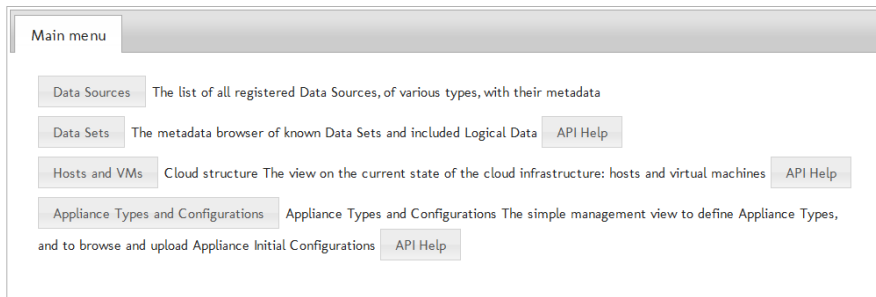 Main menu
Data Sources The list of all registered Data Sources, of various types, with their metadata
Data Sets The metadata browser of known Data Sets and included Logical Data API Help
Hosts and VMs Cloud structure The view on the current state of the cloud infrastructure: hosts and virtual machines API Help
Appliance Types and Configurations Appliance Types and Configurations The simple management view to define Appliance Types,
and to browse and upload Appliance Initial Configurations API Help